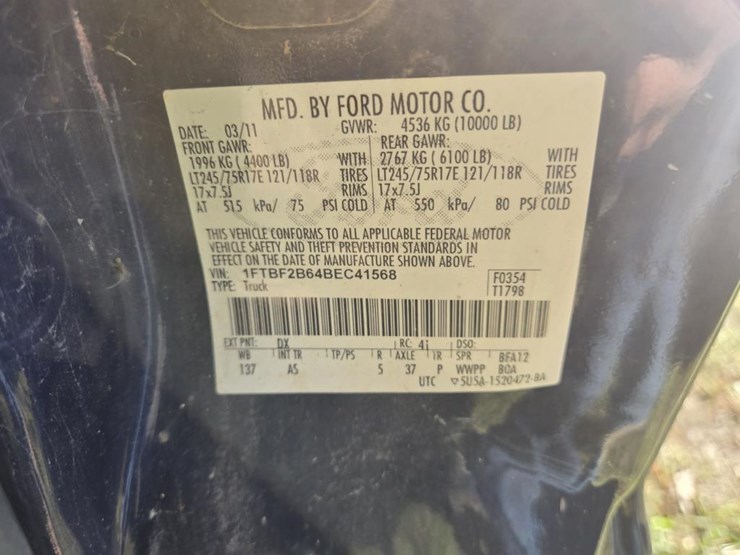 MFD. BY FORD MOTOR CO.
DATE: 03/11 GVWR: 4536 KG (10000 LB)
FRONT GAWR: REAR GAWR:
1996 KG ( 4400 LB) WITH 2767 KG ( 6100 LB) WITH
LT245/75R17E 121/118R TIRES LT245/75R17E 121/118R TIRES
17x7.5J RIMS 17x7.5J RIMS
AT 515 kPa/ 75 PSI COLD AT 550 kPa/ 80 PSI COLD
THIS VEHICLE CONFORMS TO ALL APPLICABLE FEDERAL MOTOR
VEHICLE SAFETY AND THEFT PREVENTION STANDARDS IN
EFFECT ON THE DATE OF MANUFACTURE SHOWN ABOVE.
VIN: 1FTBF2B64BEC41568 F0354
TYPE: Truck T1798
EXT PNT: DX RC: 41 DSO:
WB INT TR TP/PS R AXLE TR SPR BFA12
137 AS 5 37 P WWPP BOA
UTC ▽5U5A-1520472-BA